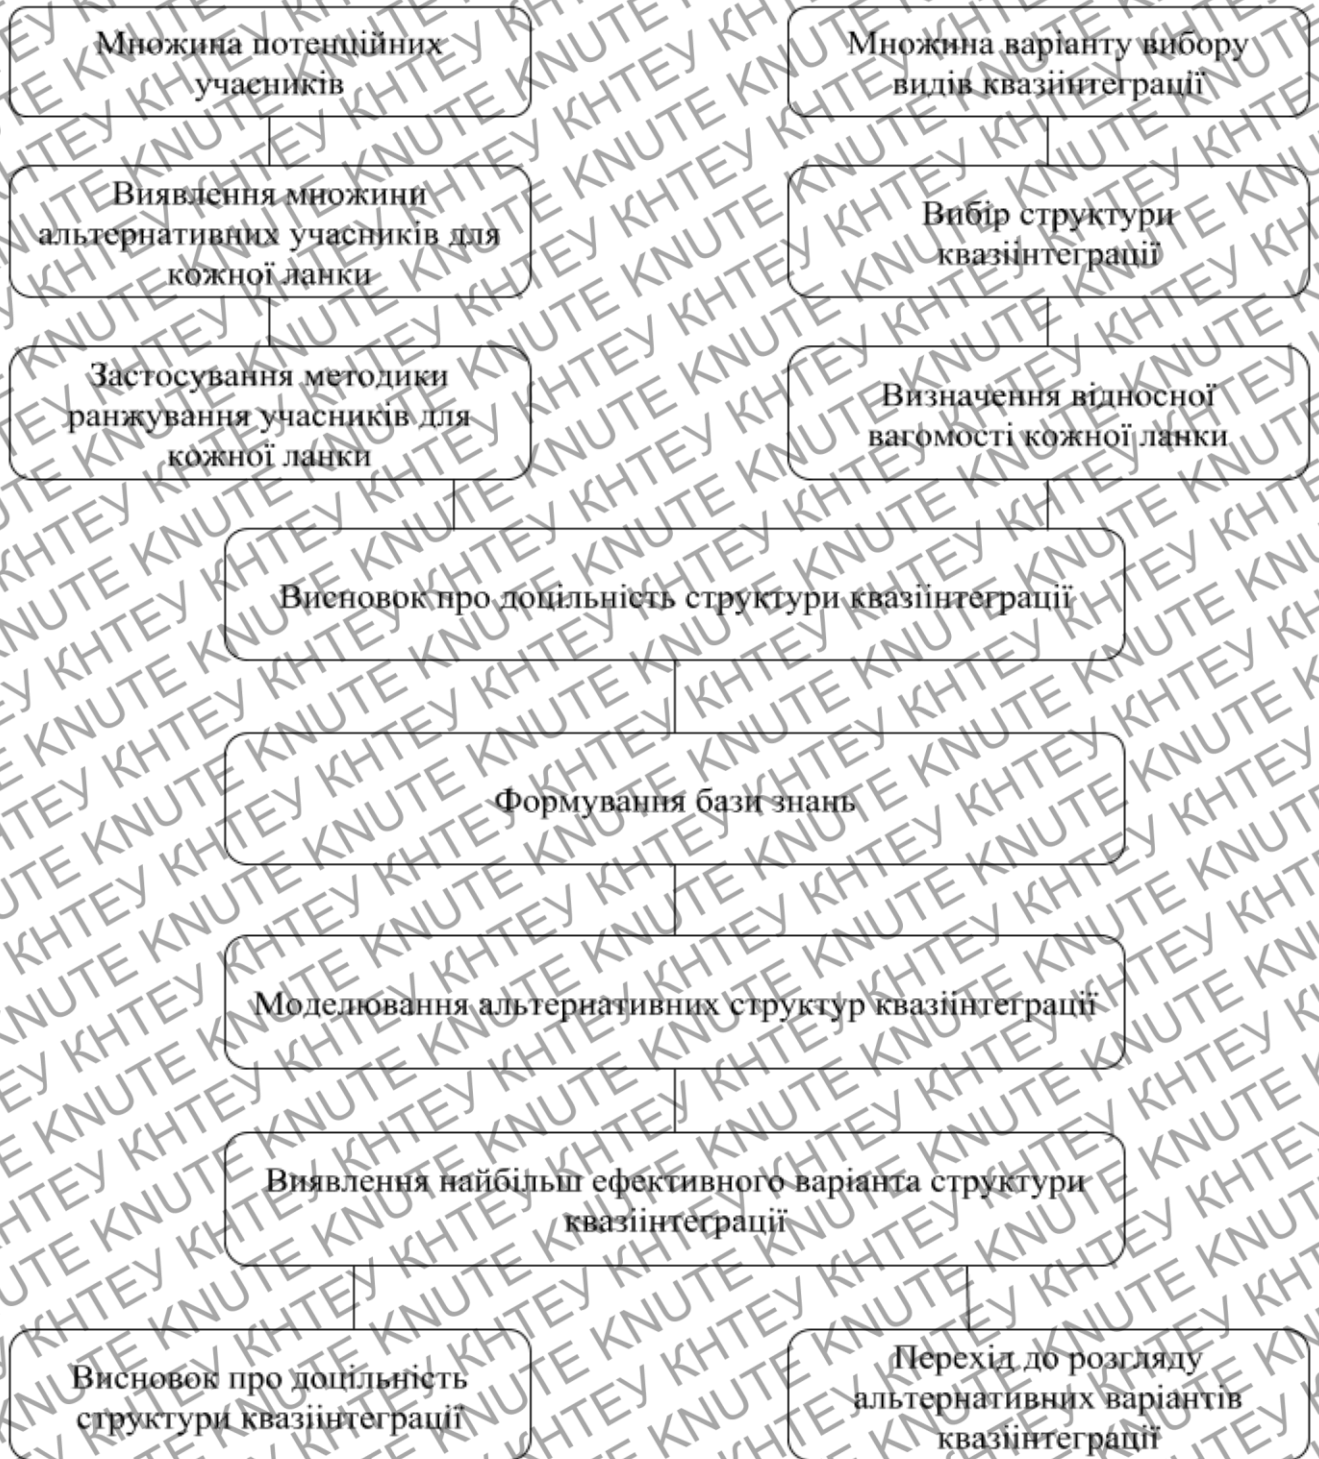 Множина потенційних
учасників
Множина варіанту вибору
видів квазіінтеграції
Виявлення множини
альтернативних учасників для
кожної ланки
Вибір структури
квазіінтеграції
Застосування методики
ранжування учасників для
кожної ланки
Визначення відносної
вагомості кожної ланки
Висновок про доцільність структури квазіінтеграції
Формування бази знань
Моделювання альтернативних структур квазіінтеграції
Виявлення найбільш ефективного варіанта структури
квазіінтеграції
Висновок про доцільність
структури квазіінтеграції
Перехід до розгляду
альтернативних варіантів
квазіінтеграції